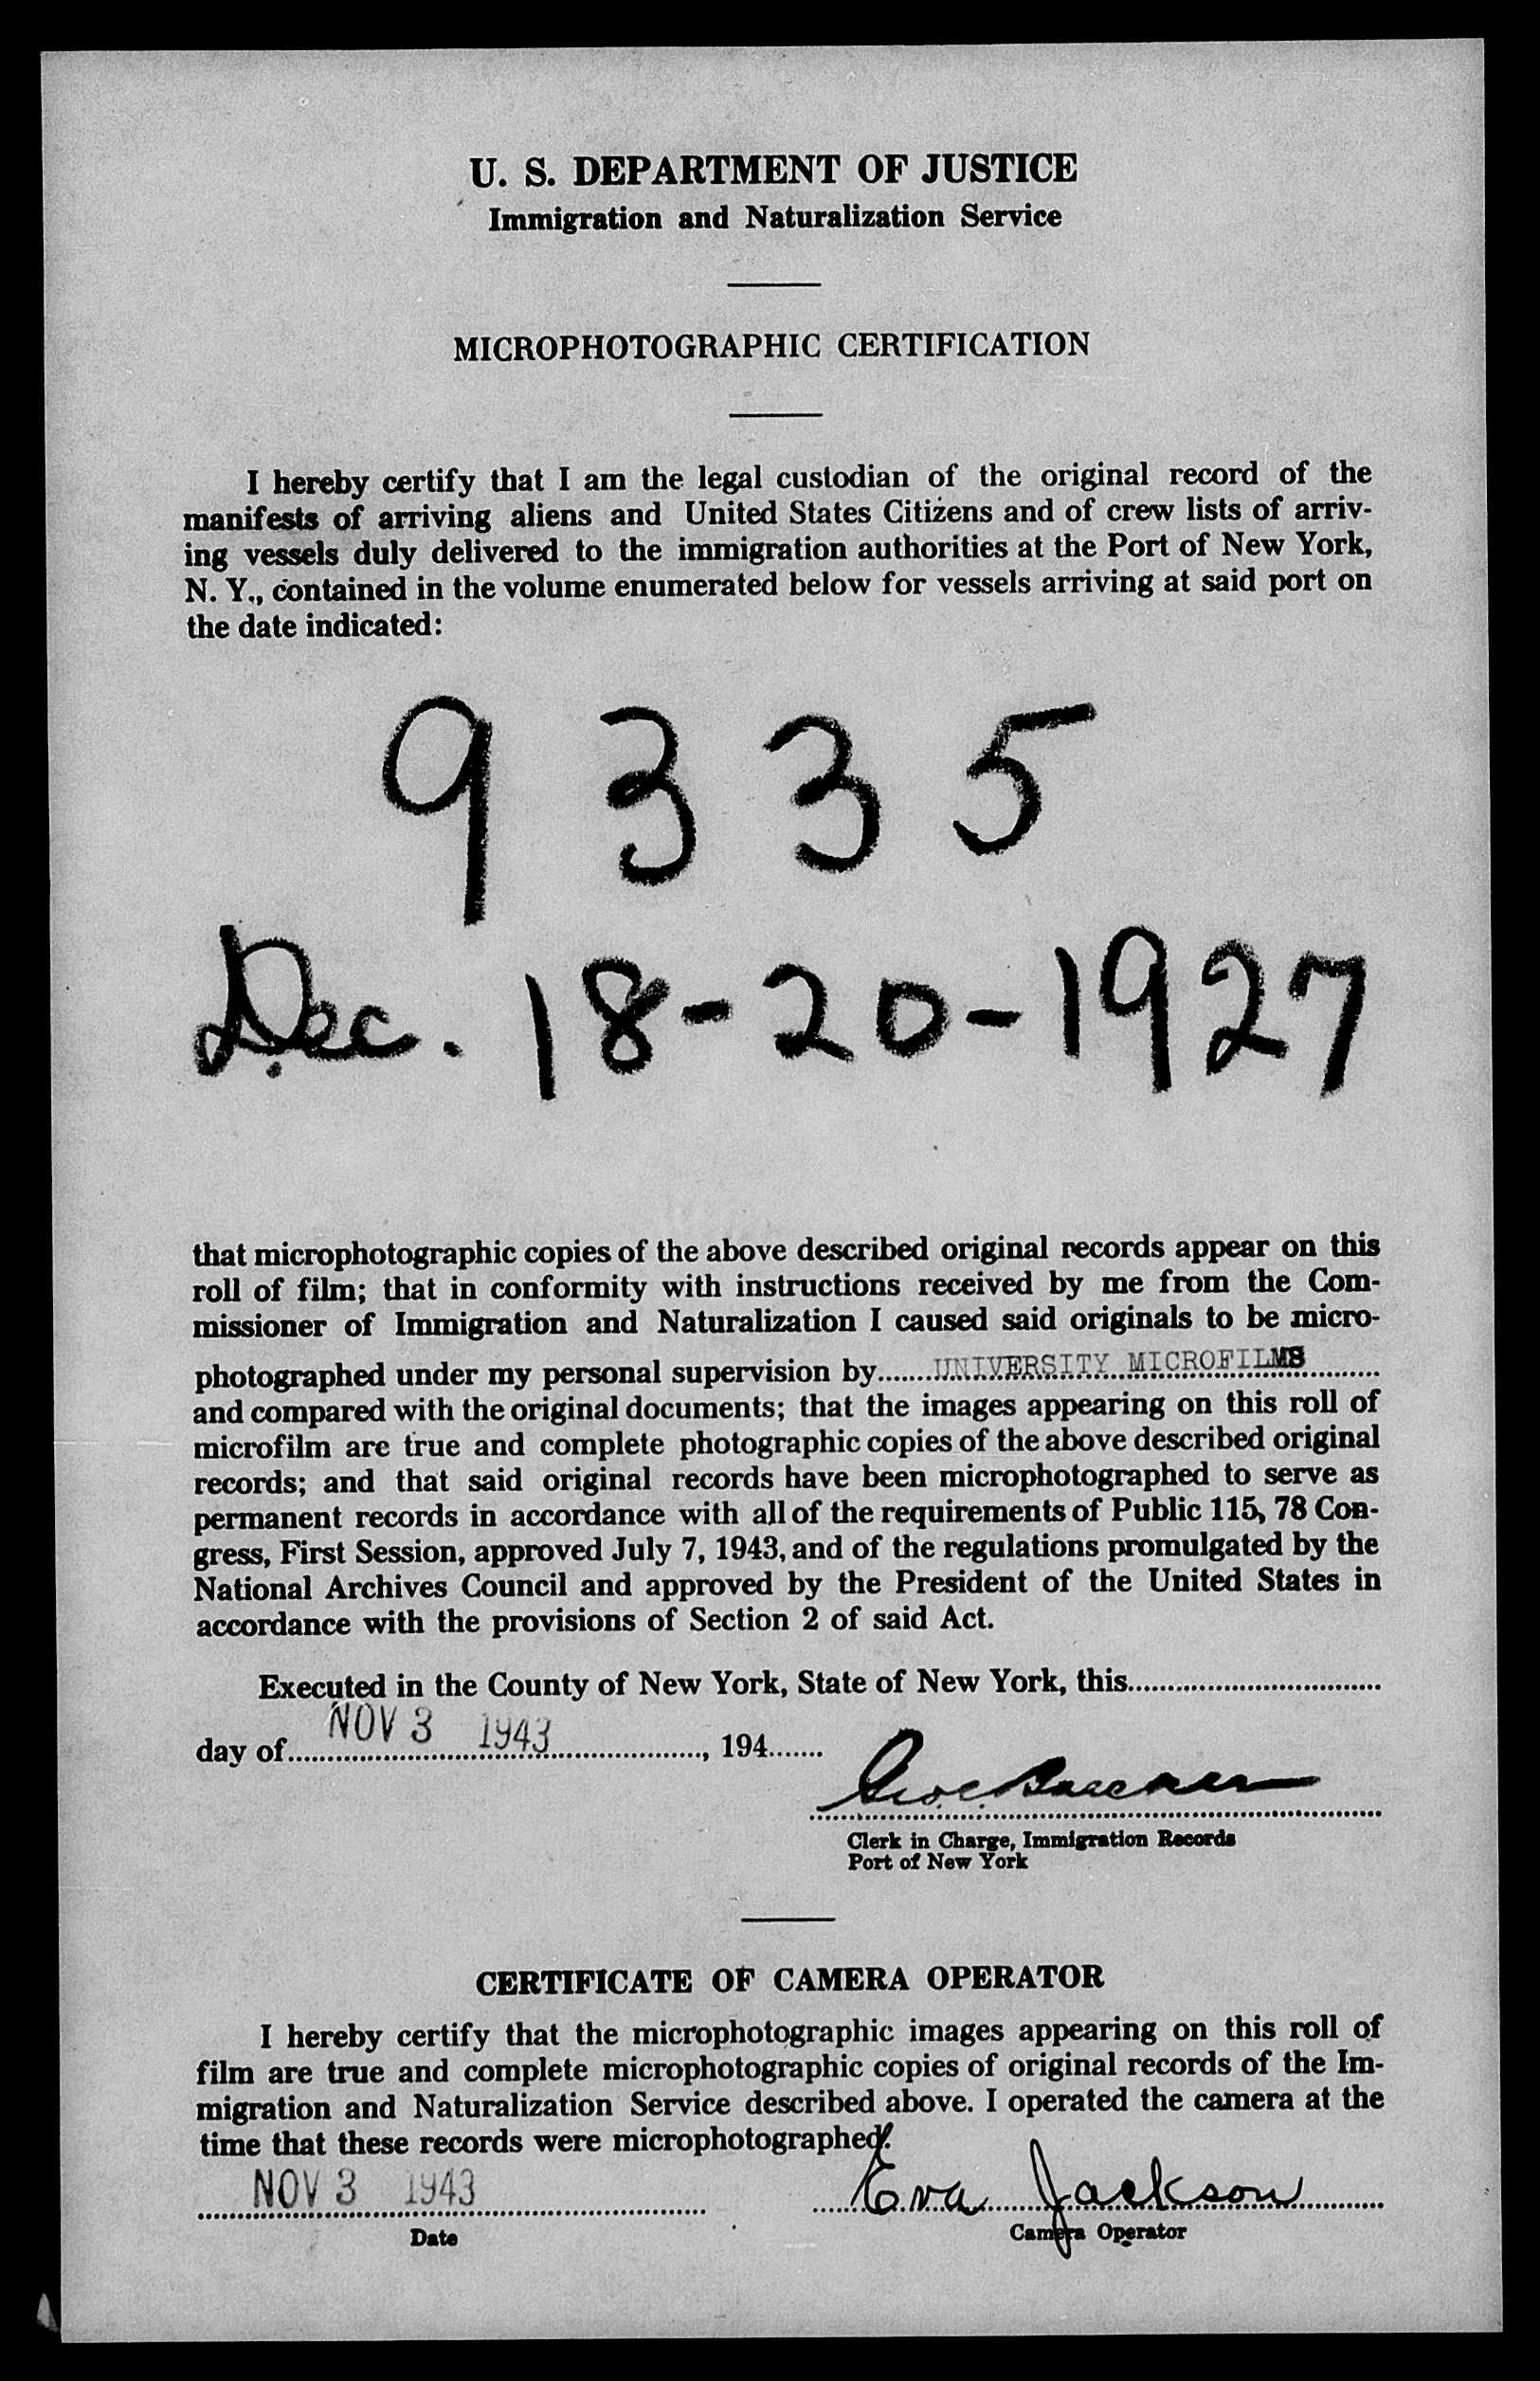 U. S. DEPARTMENT OF JUSTICE
Immigration and Naturalization Service
MICROPHOTOGRAPHIC CERTIFICATION
I hereby certify that I am the legal custodian of the original record of the
manifests of arriving aliens and United States Citizens and of crew lists of arriv-
ing vessels duly delivered to the immigration authorities at the Port of New York,
N. Y., contained in the volume enumerated below for vessels arriving at said port on
the date indicated:
9335
Dec. 18-20-1927
that microphotographic copies of the above described original records appear on this
roll of film; that in conformity with instructions received by me from the Com-
missioner of Immigration and Naturalization I caused said originals to be micro-
photographed under my personal supervision by UNIVERSITY MICROFILMS
and compared with the original documents; that the images appearing on this roll of
microfilm are true and complete photographic copies of the above described original
records; and that said original records have been microphotographed to serve as
permanent records in accordance with all of the requirements of Public 115, 78 Con-
gress, First Session, approved July 7, 1943, and of the regulations promulgated by the
National Archives Council and approved by the President of the United States in
accordance with the provisions of Section 2 of said Act.
Executed in the County of New York, State of New York, this
day of NOV 3 1943, 194
Clerk in Charge, Immigration Records
Port of New York
CERTIFICATE OF CAMERA OPERATOR
I hereby certify that the microphotographic images appearing on this roll of
film are true and complete microphotographic copies of original records of the Im-
migration and Naturalization Service described above. I operated the camera at the
time that these records were microphotographed.
NOV 3 1943 Eva Jackson
Date Camera Operator